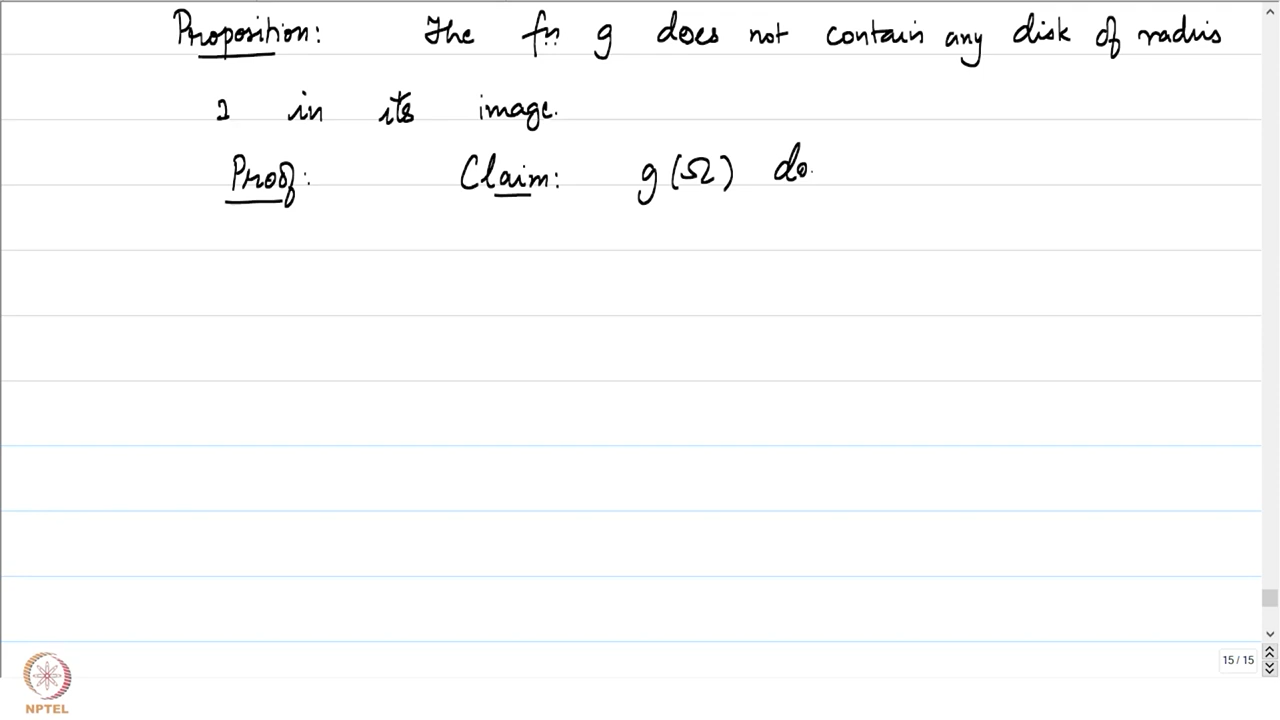 Proposition: The fn g does not contain any disk of radius
1 in its image.
Proof: Claim: g(Ω) do
15 / 15
NPTEL